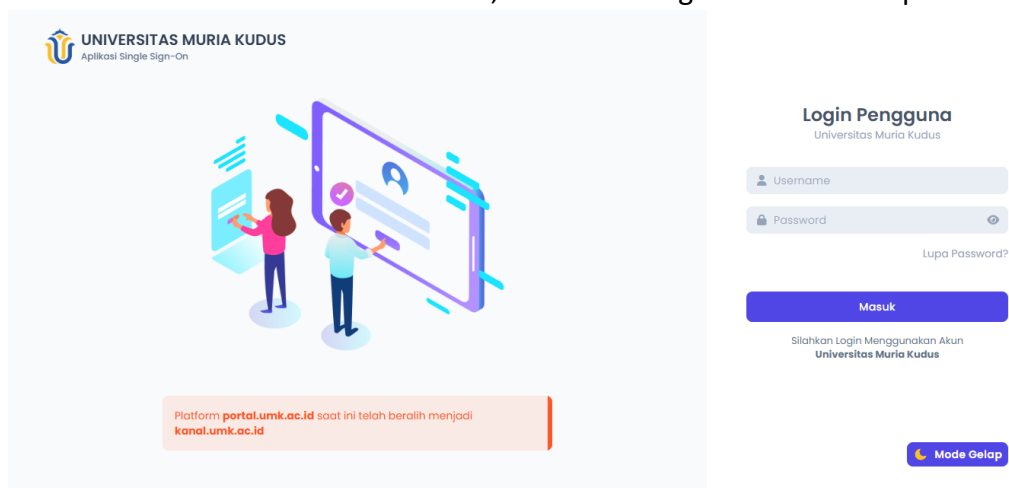 UNIVERSITAS MURIA KUDUS
Aplikasi Single Sign-On
Platform portal.umk.ac.id saat ini telah beralih menjadi
kanal.umk.ac.id
Login Pengguna
Universitas Muria Kudus
Username
Password
Lupa Password?
Masuk
Silahkan Login Menggunakan Akun
Universitas Muria Kudus
Mode Gelap